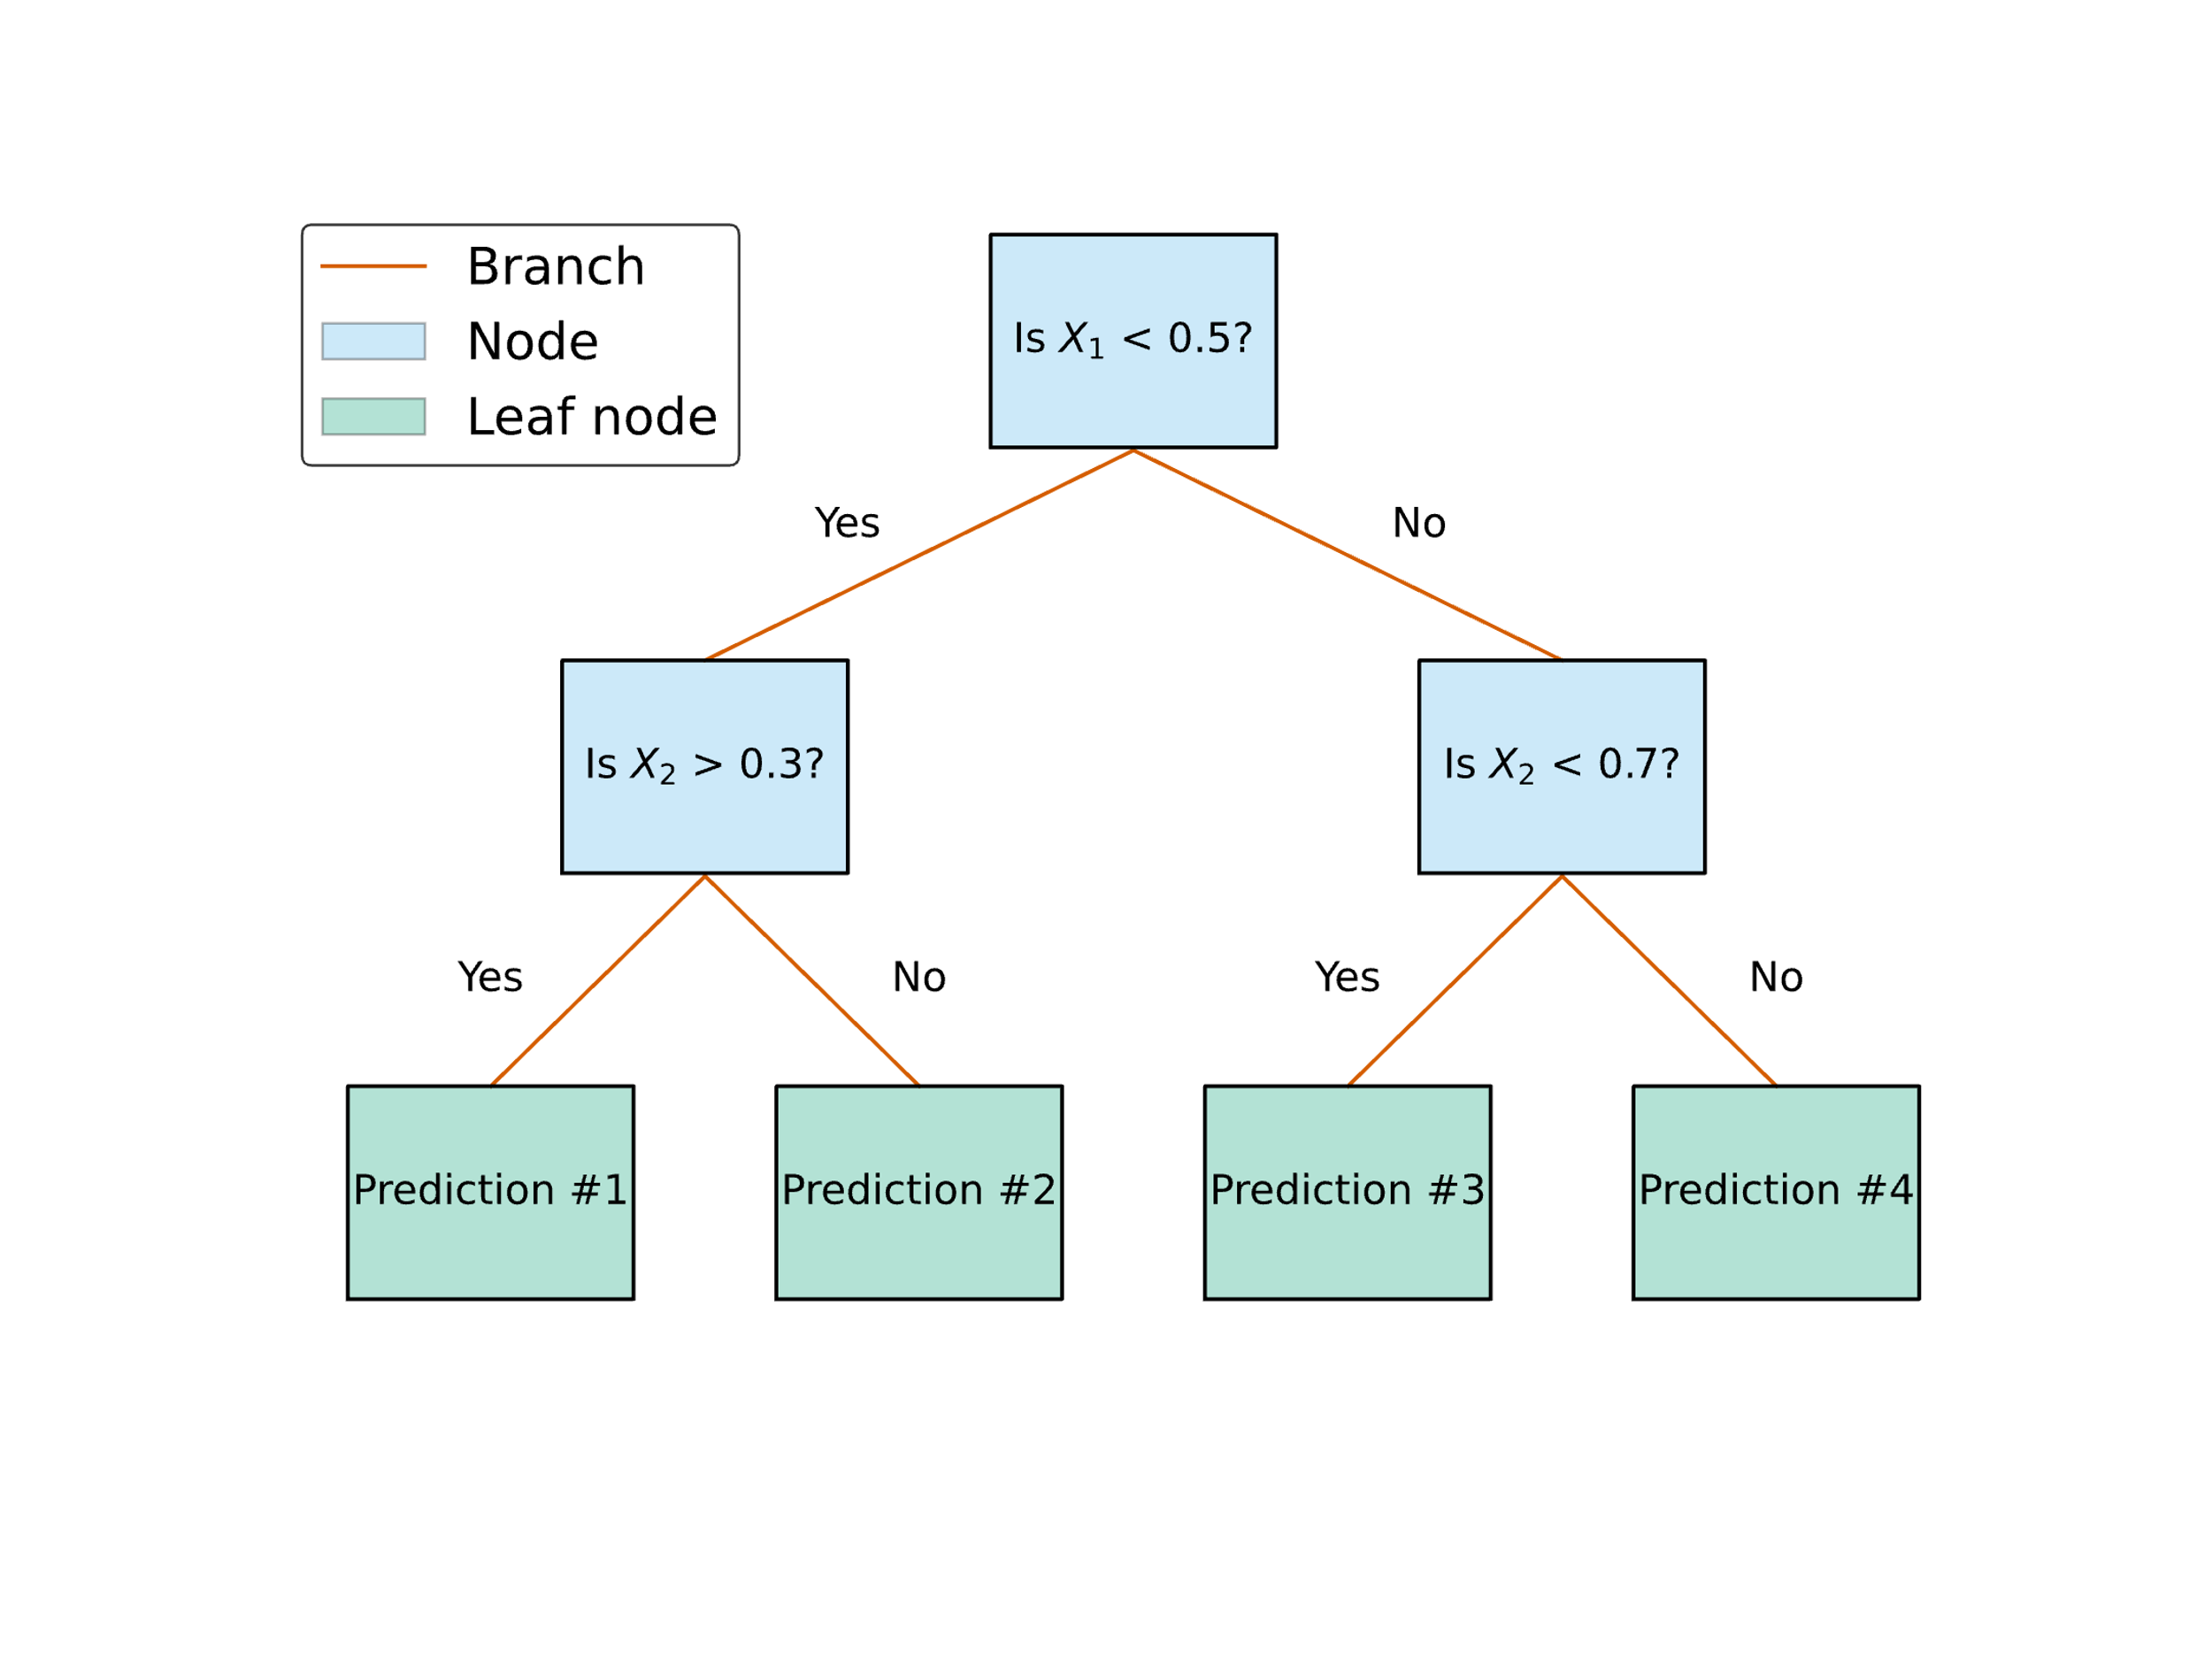 Branch
Node
Leaf node
Is X₁ < 0.5?
Yes
No
Is X₂ > 0.3?
Is X₂ < 0.7?
Yes
No
Yes
No
Prediction #1
Prediction #2
Prediction #3
Prediction #4